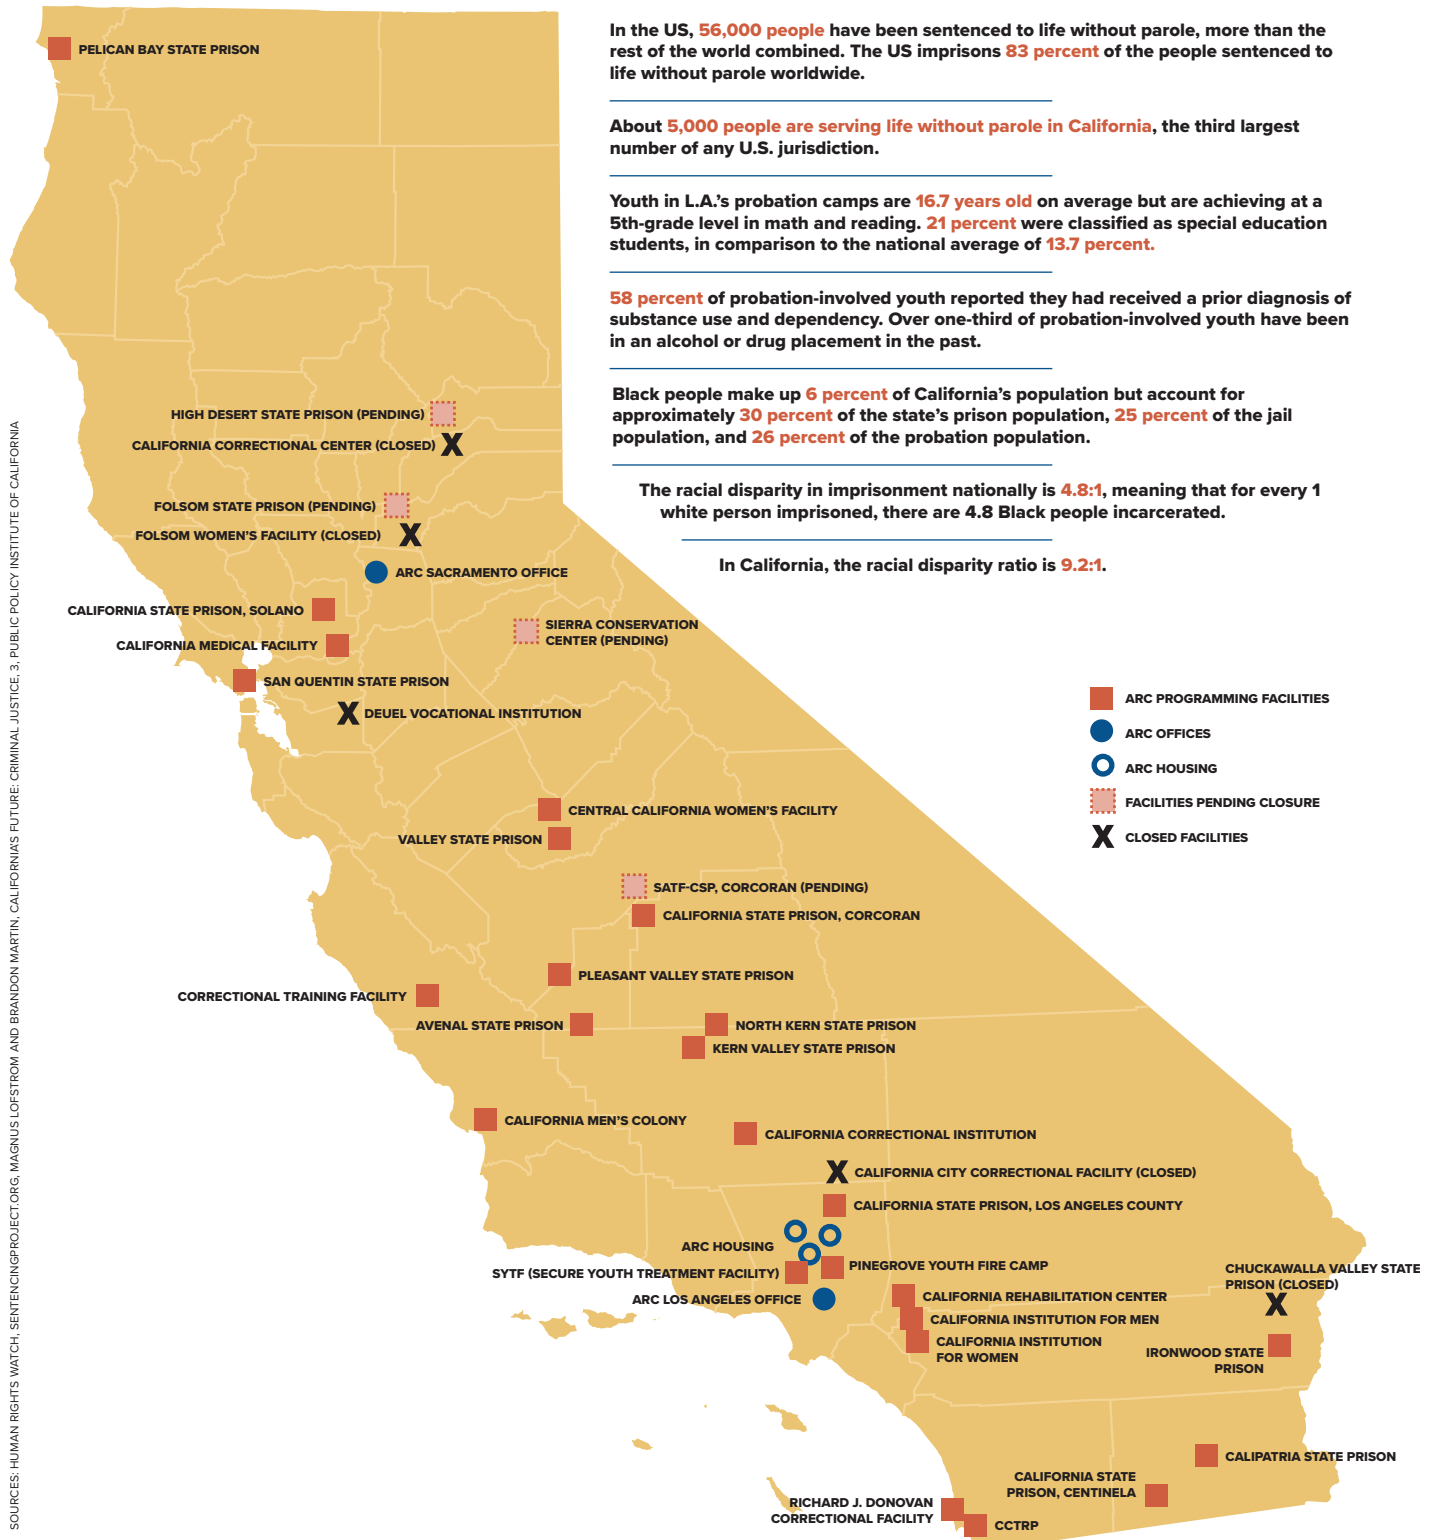 In the US, 56,000 people have been sentenced to life without parole, more than the
rest of the world combined. The US imprisons 83 percent of the people sentenced to
life without parole worldwide.
About 5,000 people are serving life without parole in California, the third largest
number of any U.S. jurisdiction.
Youth in L.A.’s probation camps are 16.7 years old on average but are achieving at a
5th-grade level in math and reading. 21 percent were classified as special education
students, in comparison to the national average of 13.7 percent.
58 percent of probation-involved youth reported they had received a prior diagnosis of
substance use and dependency. Over one-third of probation-involved youth have been
in an alcohol or drug placement in the past.
Black people make up 6 percent of California’s population but account for
approximately 30 percent of the state’s prison population, 25 percent of the jail
population, and 26 percent of the probation population.
The racial disparity in imprisonment nationally is 4.8:1, meaning that for every 1
white person imprisoned, there are 4.8 Black people incarcerated.
In California, the racial disparity ratio is 9.2:1.
PELICAN BAY STATE PRISON
HIGH DESERT STATE PRISON (PENDING)
CALIFORNIA CORRECTIONAL CENTER (CLOSED)
FOLSOM STATE PRISON (PENDING)
FOLSOM WOMEN’S FACILITY (CLOSED)
ARC SACRAMENTO OFFICE
CALIFORNIA STATE PRISON, SOLANO
SIERRA CONSERVATION
CENTER (PENDING)
CALIFORNIA MEDICAL FACILITY
SAN QUENTIN STATE PRISON
DEUEL VOCATIONAL INSTITUTION
ARC PROGRAMMING FACILITIES
ARC OFFICES
ARC HOUSING
FACILITIES PENDING CLOSURE
CLOSED FACILITIES
CENTRAL CALIFORNIA WOMEN’S FACILITY
VALLEY STATE PRISON
SATF-CSP, CORCORAN (PENDING)
CALIFORNIA STATE PRISON, CORCORAN
PLEASANT VALLEY STATE PRISON
CORRECTIONAL TRAINING FACILITY
AVENAL STATE PRISON
NORTH KERN STATE PRISON
KERN VALLEY STATE PRISON
CALIFORNIA MEN’S COLONY
CALIFORNIA CORRECTIONAL INSTITUTION
CALIFORNIA CITY CORRECTIONAL FACILITY (CLOSED)
CALIFORNIA STATE PRISON, LOS ANGELES COUNTY
ARC HOUSING
SYTF (SECURE YOUTH TREATMENT FACILITY)
PINEGROVE YOUTH FIRE CAMP
ARC LOS ANGELES OFFICE
CALIFORNIA REHABILITATION CENTER
CALIFORNIA INSTITUTION FOR MEN
CALIFORNIA INSTITUTION
FOR WOMEN
CHUCKAWALLA VALLEY STATE
PRISON (CLOSED)
IRONWOOD STATE
PRISON
CALIPATRIA STATE PRISON
CALIFORNIA STATE
PRISON, CENTINELA
RICHARD J. DONOVAN
CORRECTIONAL FACILITY
CCTRP
SOURCES: HUMAN RIGHTS WATCH, SENTENCINGPROJECT.ORG, MAGNUS LOFSTROM AND BRANDON MARTIN, CALIFORNIA'S FUTURE: CRIMINAL JUSTICE, 3, PUBLIC POLICY INSTITUTE OF CALIFORNIA